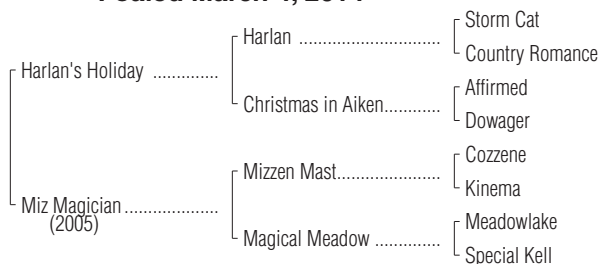 Foaled March
Storm Cat
Harlan ..............................
Country Romance
Harlan's Holiday ..............
Affirmed
Christmas in Aiken............
Dowager
Cozzene
Mizzen Mast......................
Kinema
Miz Magician....................
(2005)
Meadowlake
Magical Meadow ..............
Special Kell